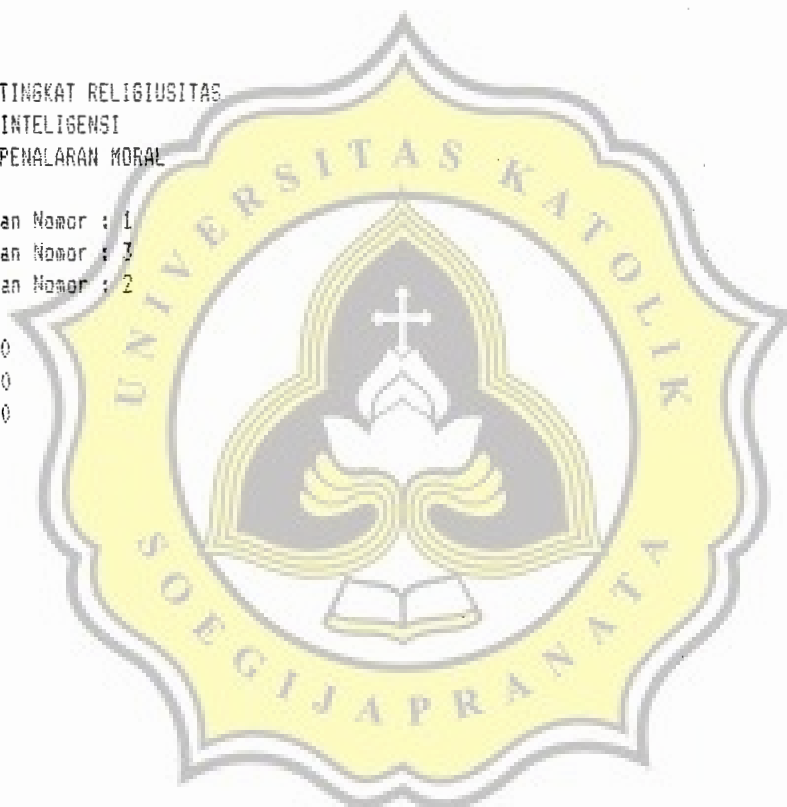 TINGKAT RELIGIUSITAS
INTELIGENSI
PENALARAN MORAL
an Nomor : 1
an Nomor : 3
an Nomor : 2
0
0
0
UNIVERSITAS KATOLIK
SOEGIJAPRANATA